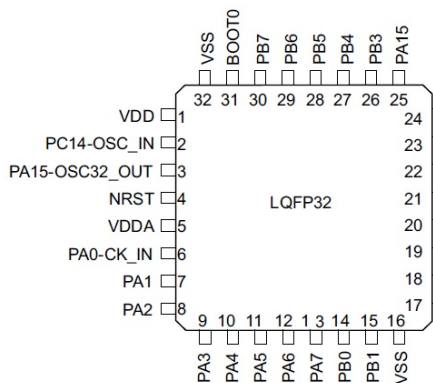 VSS BOOT0 PB7 PB6 PB5 PB4 PB3 PA15
32 31 30 29 28 27 26 25
VDD 1 24
PC14-OSC_IN 2 23
PA15-OSC32_OUT 3 22
NRST 4 LQFP32 21
VDDA 5 20
PA0-CK_IN 6 19
PA1 7 18
PA2 8 17
9 10 11 12 1 3 14 15 16
PA3 PA4 PA5 PA6 PA7 PB0 PB1 VSS